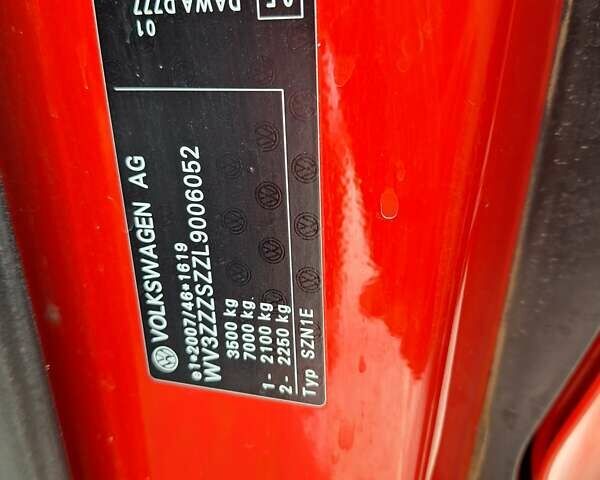 VOLKSWAGEN AG
e1*2007/46*1619
WV3ZZZSZZL9006052
3500 kg
7000 kg
1- 2100 kg
2- 2250 kg
Typ SZN1E
01